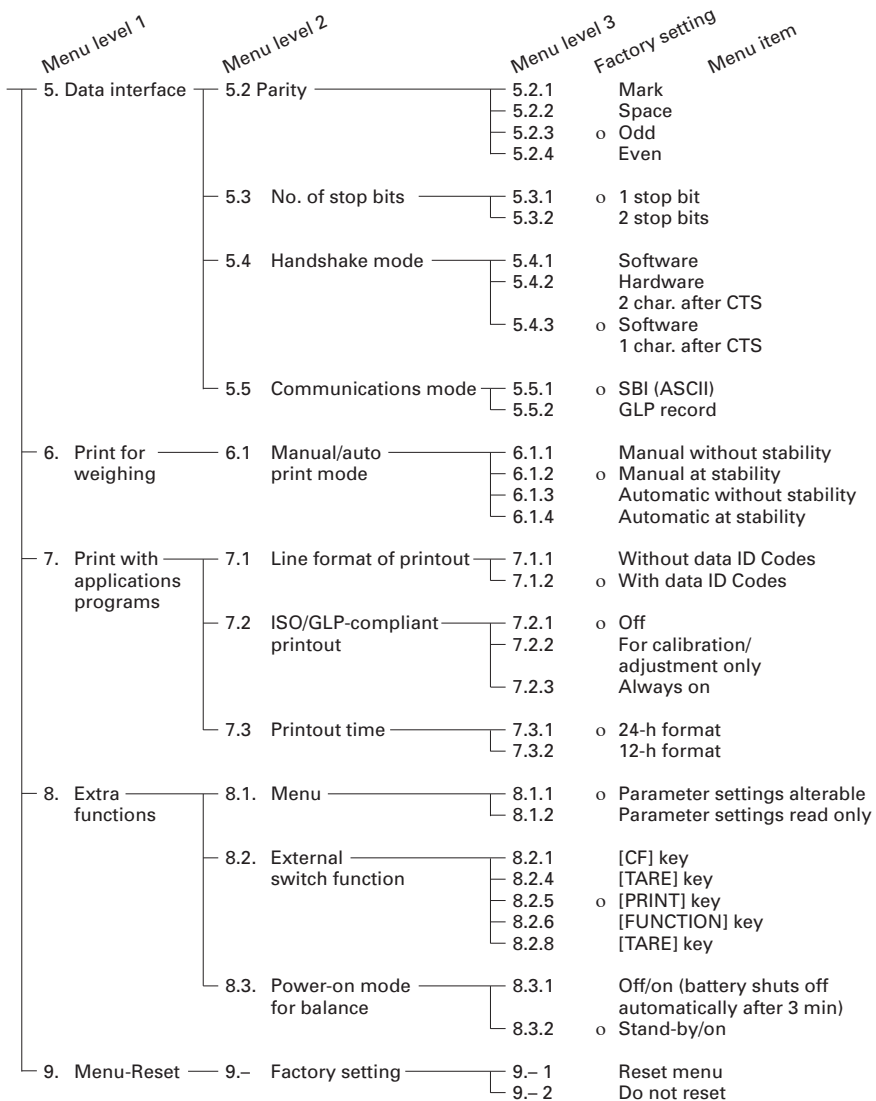 Menu level 1 Menu level 2 Menu level 3 Factory setting Menu item
5. Data interface 5.2 Parity 5.2.1 Mark
5.2.2 Space
5.2.3 o Odd
5.2.4 Even
5.3 No. of stop bits 5.3.1 o 1 stop bit
5.3.2 2 stop bits
5.4 Handshake mode 5.4.1 Software
5.4.2 Hardware
2 char. after CTS
5.4.3 o Software
1 char. after CTS
5.5 Communications mode 5.5.1 o SBI (ASCII)
5.5.2 GLP record
6. Print for 6.1 Manual/auto 6.1.1 Manual without stability
weighing print mode 6.1.2 o Manual at stability
6.1.3 Automatic without stability
6.1.4 Automatic at stability
7. Print with 7.1 Line format of printout 7.1.1 Without data ID Codes
applications 7.1.2 o With data ID Codes
programs
7.2 ISO/GLP-compliant 7.2.1 o Off
printout 7.2.2 For calibration/
adjustment only
7.2.3 Always on
7.3 Printout time 7.3.1 o 24-h format
7.3.2 12-h format
8. Extra 8.1. Menu 8.1.1 o Parameter settings alterable
functions 8.1.2 Parameter settings read only
8.2. External 8.2.1 [CF] key
switch function 8.2.4 [TARE] key
8.2.5 o [PRINT] key
8.2.6 [FUNCTION] key
8.2.8 [TARE] key
8.3. Power-on mode 8.3.1 Off/on (battery shuts off
for balance automatically after 3 min)
8.3.2 o Stand-by/on
9. Menu-Reset 9.– Factory setting 9.– 1 Reset menu
9.– 2 Do not reset